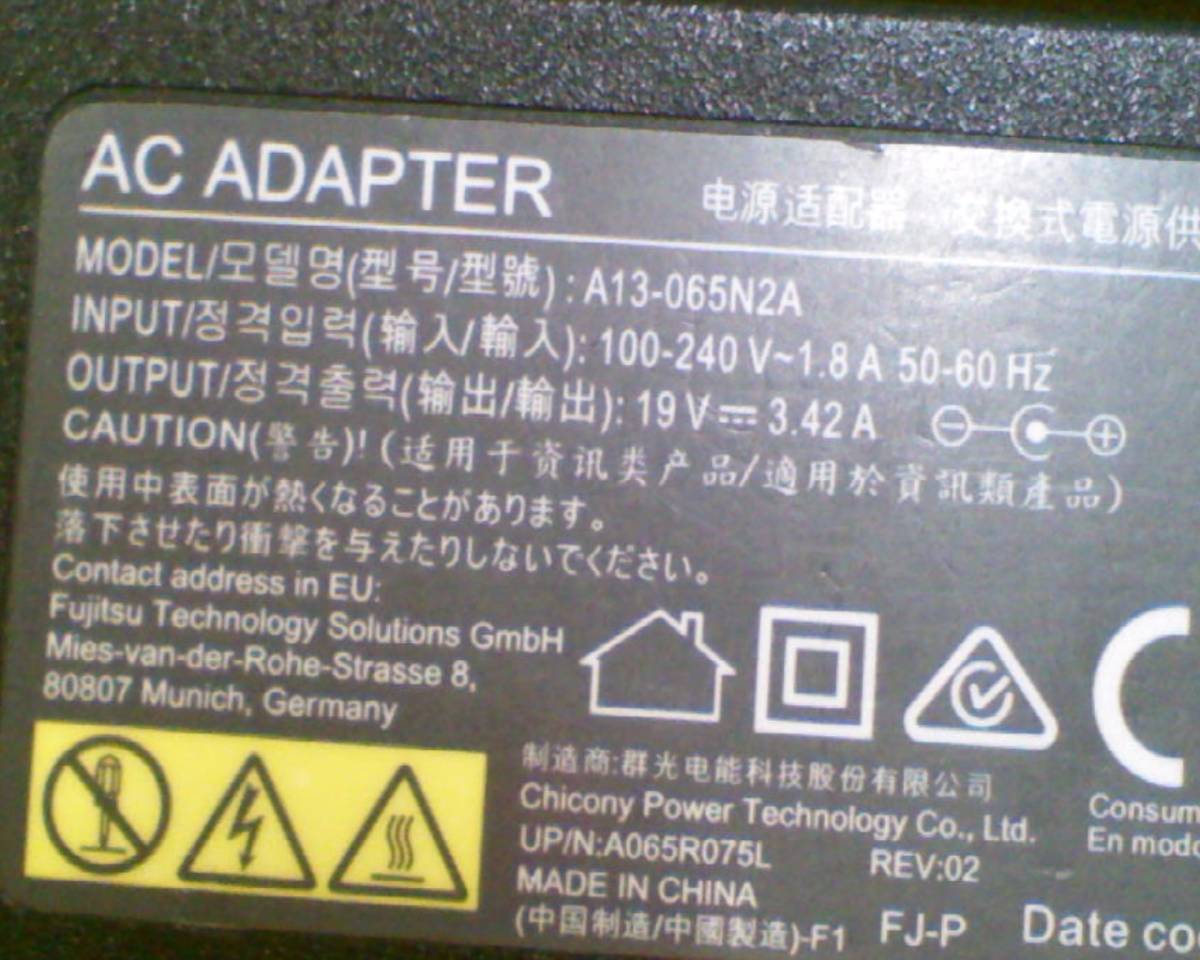 AC ADAPTER 电源适配器 交換式電源供
MODEL/모델명(型号/型號) : A13-065N2A
INPUT/정격입력(输入/輸入): 100-240 V~1.8 A 50-60 Hz
OUTPUT/정격출력(输出/輸出): 19 V⎓3.42 A
CAUTION(警告)! (适用于资讯类产品/適用於資訊類產品)
使用中表面が熱くなることがあります。
落下させたり衝撃を与えたりしないでください。
Contact address in EU:
Fujitsu Technology Solutions GmbH
Mies-van-der-Rohe-Strasse 8,
80807 Munich, Germany
制造商:群光电能科技股份有限公司
Chicony Power Technology Co., Ltd.
UP/N:A065R075L REV:02
MADE IN CHINA
(中国制造/中國製造)-F1 FJ-P Date co
Consum
En mod